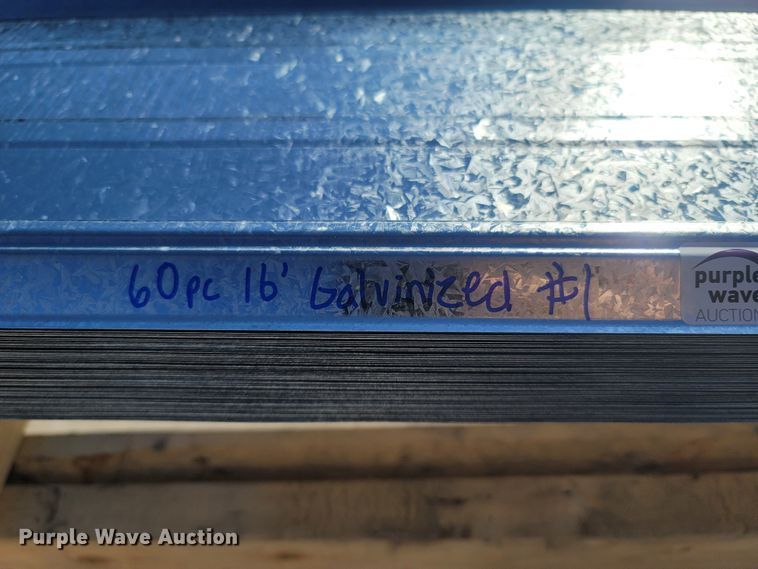 60pc 16' Galvinized #1
purple
wave
AUCTION
Purple Wave Auction